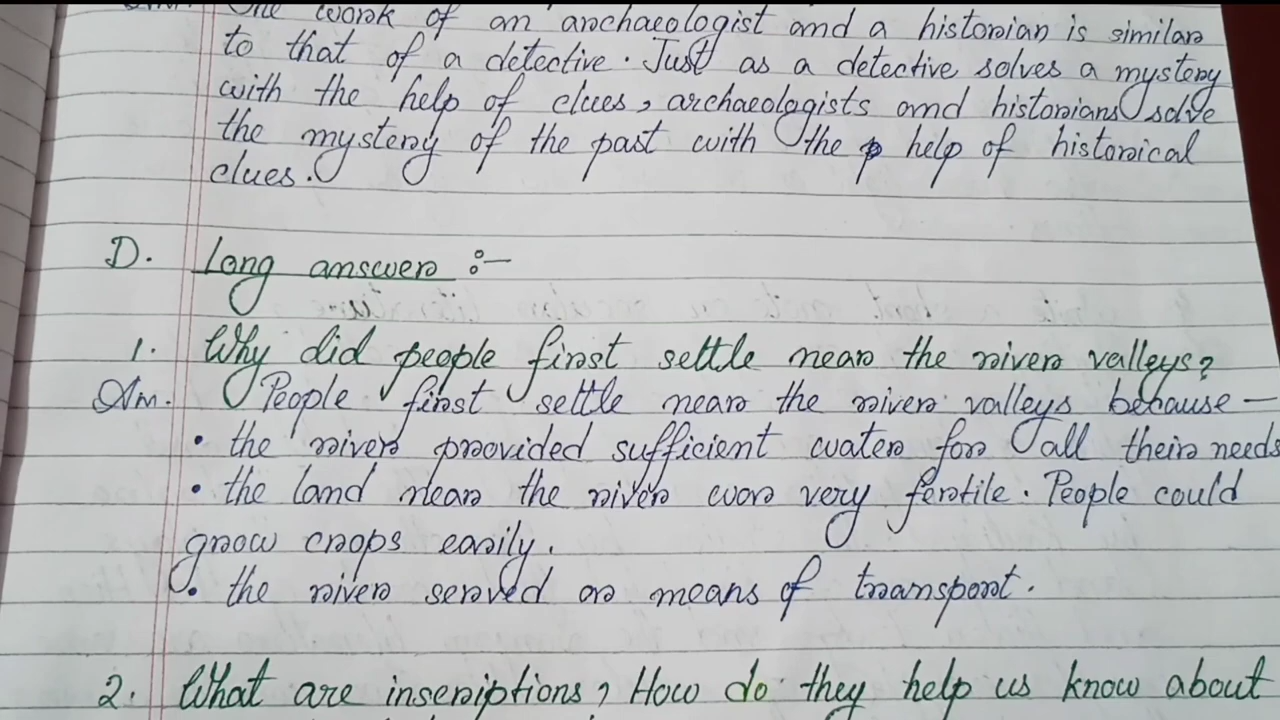 The work of an archaeologist and a historian is similar
to that of a detective. Just as a detective solves a mystery
with the help of clues, archaeologists and historians solve
the mystery of the past with the help of historical
clues.
D. Long answer :-
1. Why did people first settle near the river valleys?
Ans. People first settle near the river valleys because -
• the river provided sufficient water for all their needs
• the land near the river was very fertile. People could
grow crops easily.
• the river served as means of transport.
2. What are inscriptions, How do they help us know about